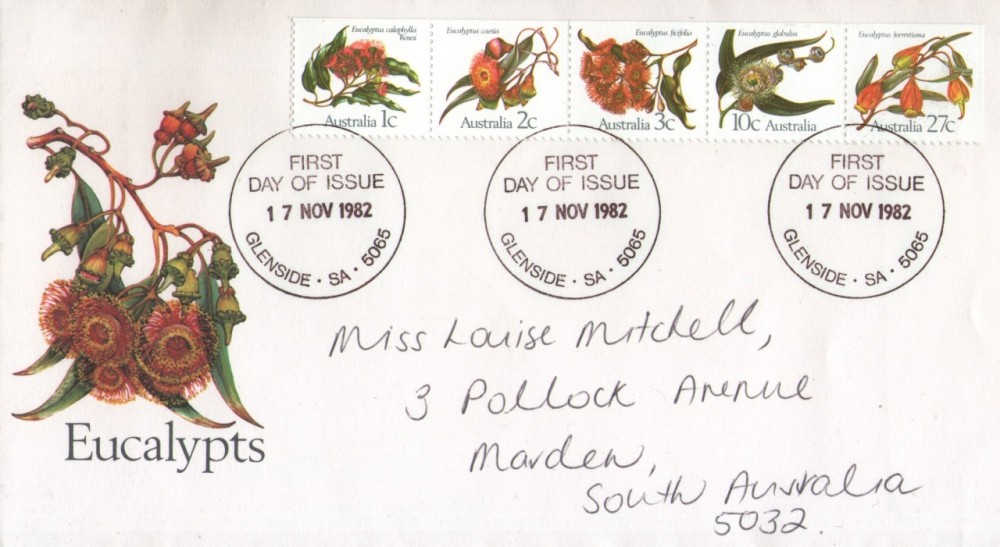 Eucalyptus calophylla
'Rosea'
Australia 1c
Eucalyptus caesia
Australia 2c
Eucalyptus ficifolia
Australia 3c
Eucalyptus globulus
10c Australia
Eucalyptus forrestiana
Australia 27c
FIRST
DAY OF ISSUE
17 NOV 1982
GLENSIDE · SA · 5065
FIRST
DAY OF ISSUE
17 NOV 1982
GLENSIDE · SA · 5065
FIRST
DAY OF ISSUE
17 NOV 1982
GLENSIDE · SA · 5065
Miss Louise Mitchell,
3 Pollock Avenue
Marden,
South Australia
5032.
Eucalypts